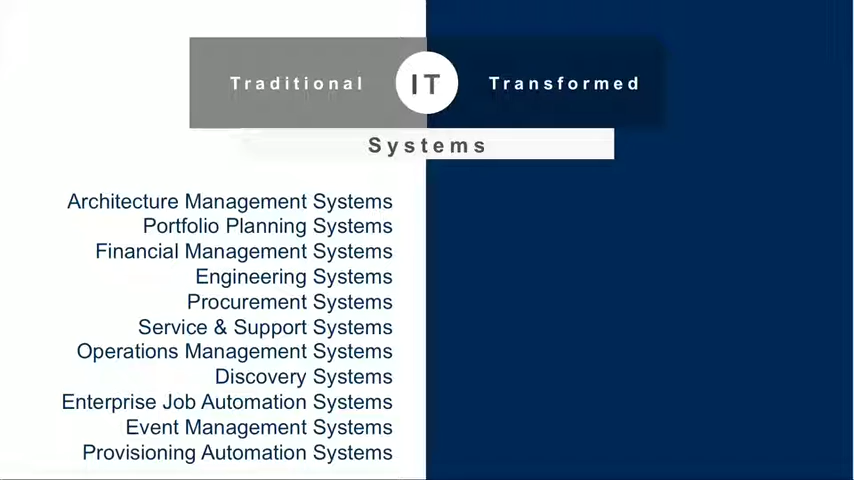 Traditional IT Transformed
Systems
Architecture Management Systems
Portfolio Planning Systems
Financial Management Systems
Engineering Systems
Procurement Systems
Service & Support Systems
Operations Management Systems
Discovery Systems
Enterprise Job Automation Systems
Event Management Systems
Provisioning Automation Systems